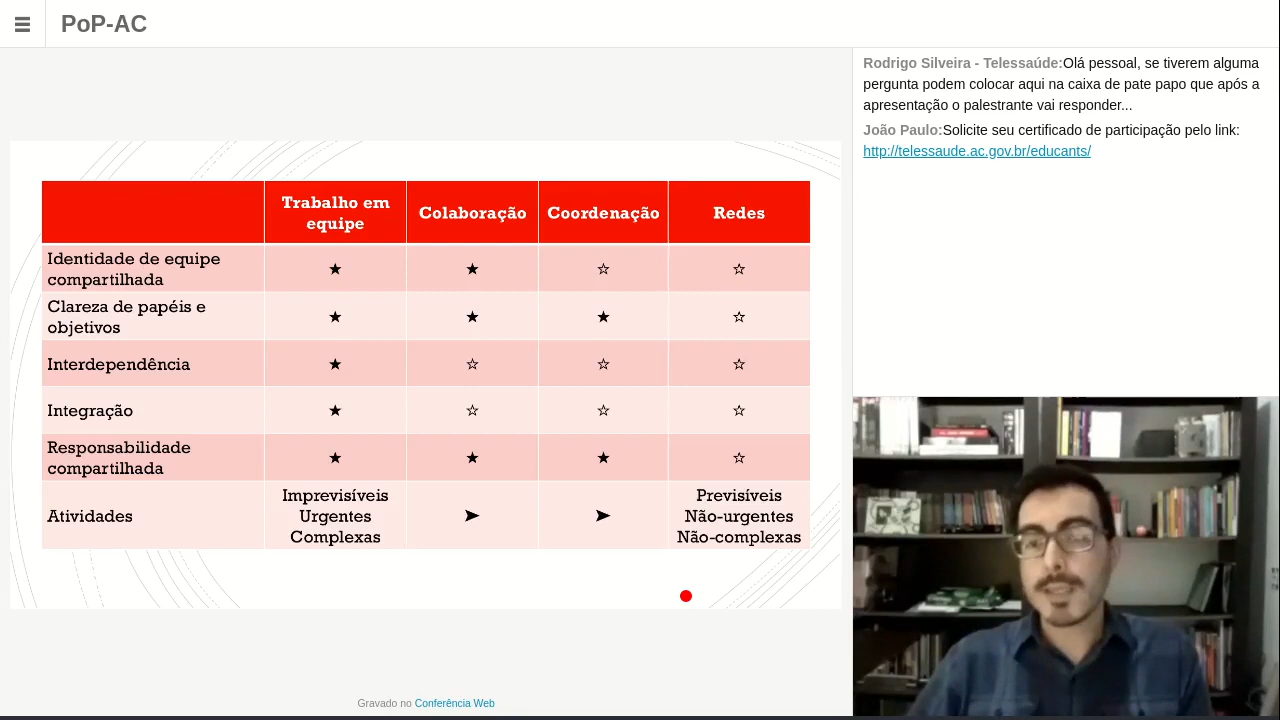 PoP-AC
Rodrigo Silveira - Telessaúde:Olá pessoal, se tiverem alguma
pergunta podem colocar aqui na caixa de pate papo que após a
apresentação o palestrante vai responder...
João Paulo:Solicite seu certificado de participação pelo link:
http://telessaude.ac.gov.br/educants/
Trabalho em
equipe
Colaboração
Coordenação
Redes
Identidade de equipe
compartilhada
★ ★ ☆ ☆
Clareza de papéis e
objetivos
★ ★ ★ ☆
Interdependência
★ ☆ ☆ ☆
Integração
★ ☆ ☆ ☆
Responsabilidade
compartilhada
★ ★ ★ ☆
Atividades
Imprevisíveis
Urgentes
Complexas
➤ ➤
Previsíveis
Não-urgentes
Não-complexas
Gravado no Conferência Web